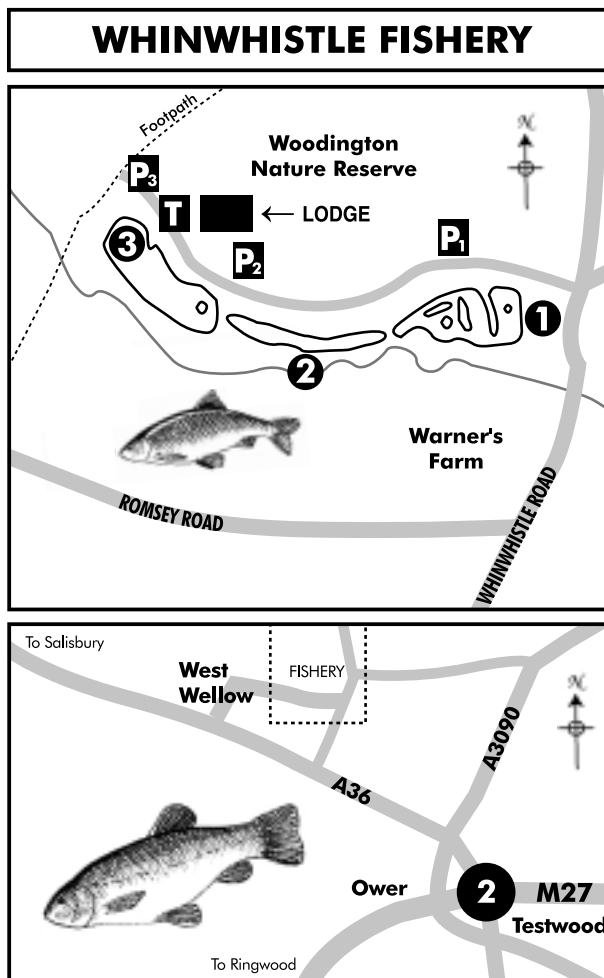 WHINWHISTLE FISHERY
Footpath
Woodington
Nature Reserve
N
P3
T
← LODGE
P2
P1
3
2
1
Warner's
Farm
ROMSEY ROAD
WHINWHISTLE ROAD
To Salisbury
West
Wellow
FISHERY
N
A3090
A36
Ower
2
M27
Testwood
To Ringwood